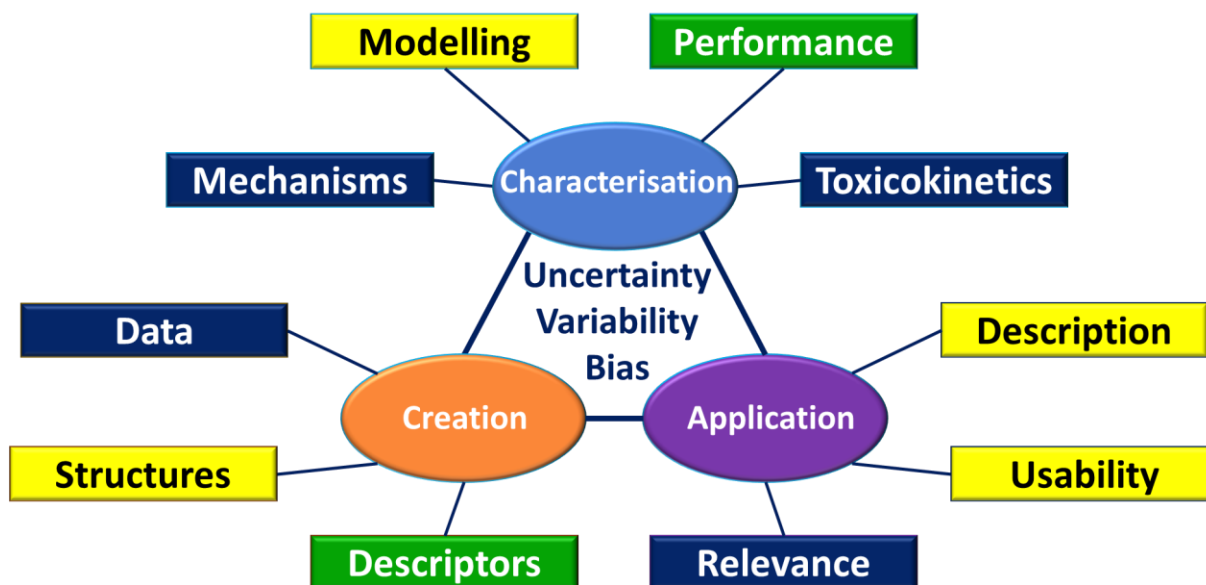 Modelling
Performance
Mechanisms
Characterisation
Toxicokinetics
Uncertainty
Variability
Bias
Data
Description
Creation
Application
Structures
Usability
Descriptors
Relevance